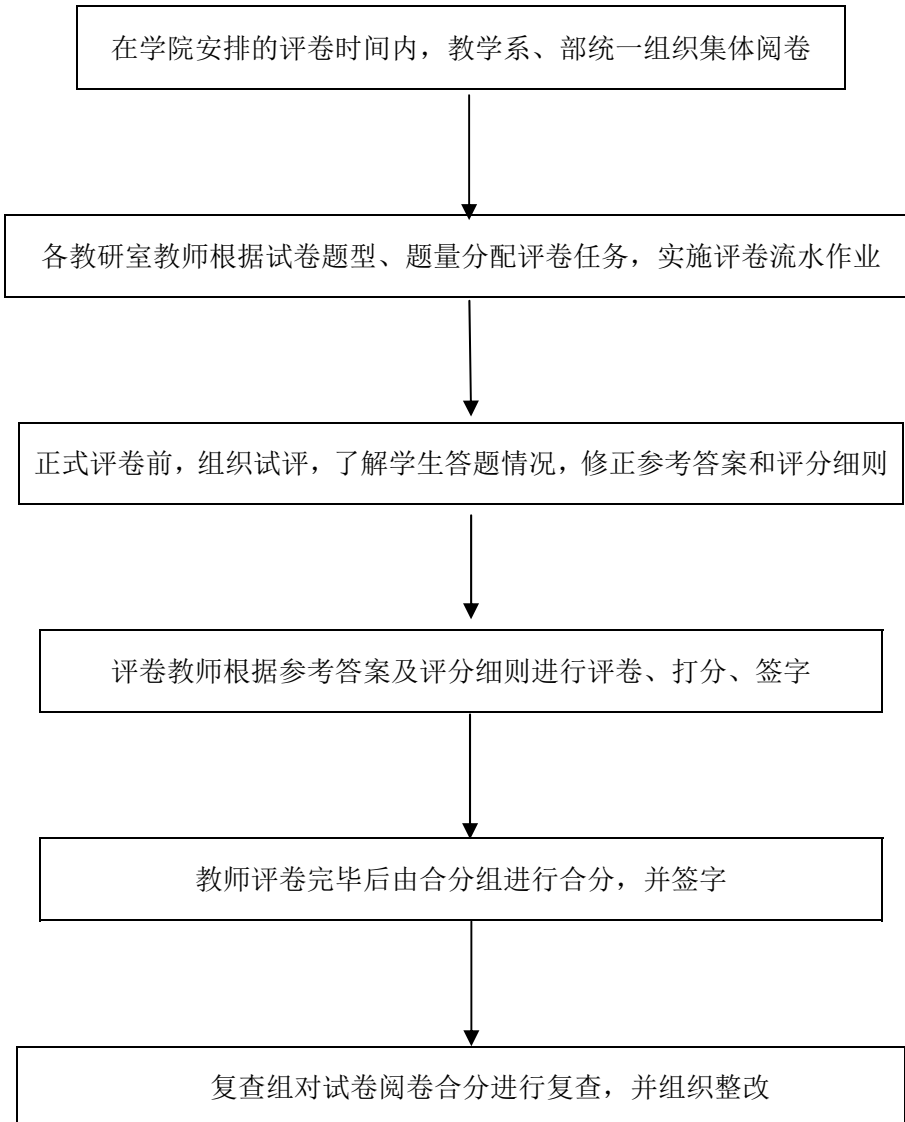 在学院安排的评卷时间内，教学系、部统一组织集体阅卷
各教研室教师根据试卷题型、题量分配评卷任务，实施评卷流水作业
正式评卷前，组织试评，了解学生答题情况，修正参考答案和评分细则
评卷教师根据参考答案及评分细则进行评卷、打分、签字
教师评卷完毕后由合分组进行合分，并签字
复查组对试卷阅卷合分进行复查，并组织整改